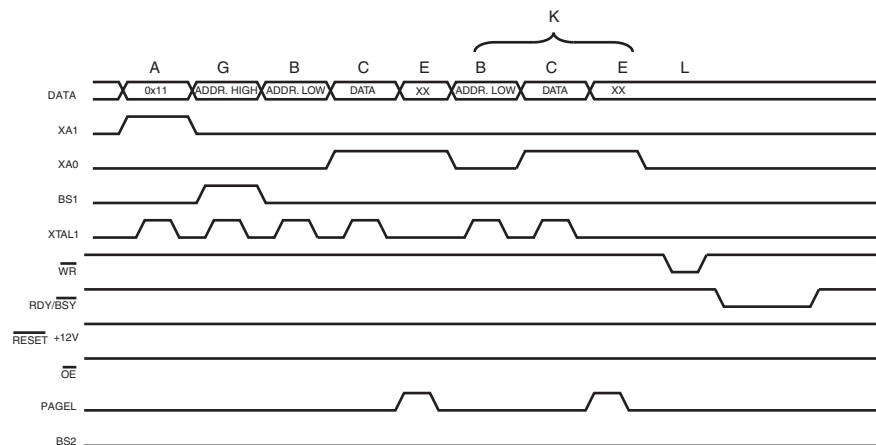 K
A G B C E B C E L
DATA 0x11 ADDR. HIGH ADDR. LOW DATA XX ADDR. LOW DATA XX
XA1
XA0
BS1
XTAL1
WR
RDY/BSY
RESET +12V
OE
PAGEL
BS2